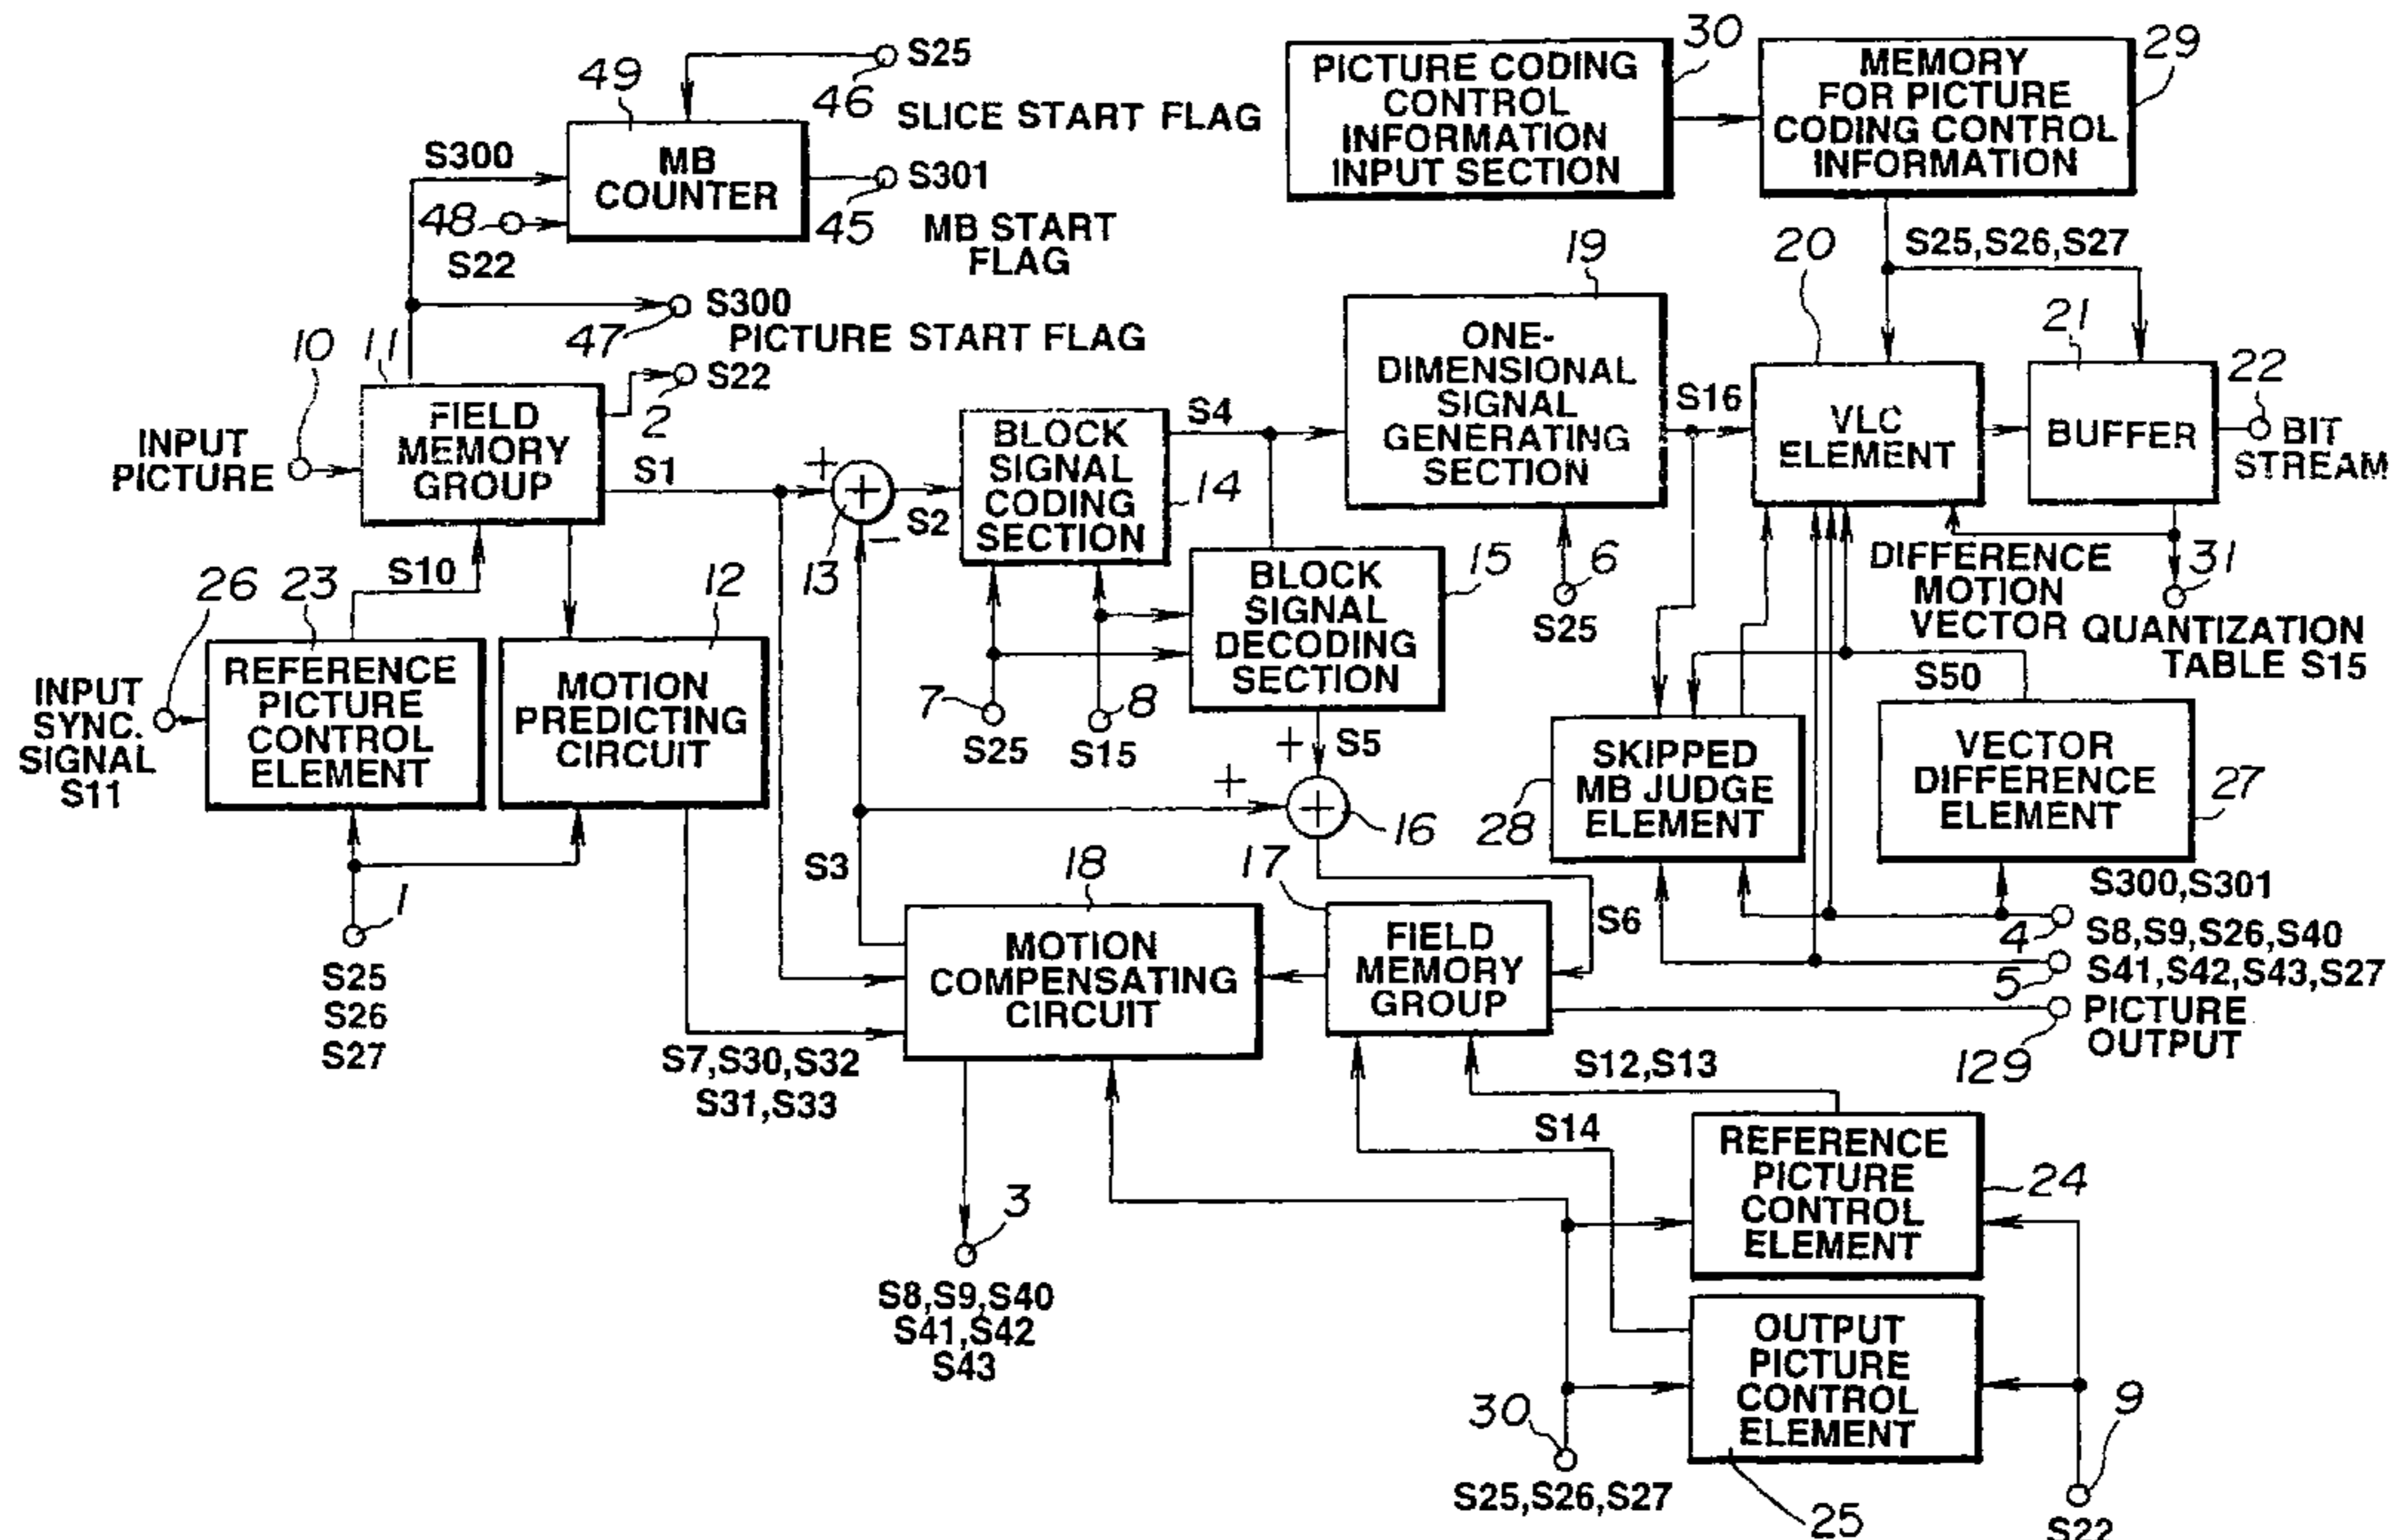 S25
46
SLICE START FLAG
49
MB
COUNTER
S300
48
S22
S301
45
MB START
FLAG
S300
47
PICTURE START FLAG
S22
2
30
PICTURE CODING
CONTROL
INFORMATION
INPUT SECTION
29
MEMORY
FOR PICTURE
CODING CONTROL
INFORMATION
S25,S26,S27
10
INPUT
PICTURE
11
FIELD
MEMORY
GROUP
S1
+
+
13
−
S2
BLOCK
SIGNAL
CODING
SECTION
14
S4
19
ONE-
DIMENSIONAL
SIGNAL
GENERATING
SECTION
S16
20
VLC
ELEMENT
21
BUFFER
22
BIT
STREAM
S10
26
23
REFERENCE
PICTURE
CONTROL
ELEMENT
INPUT
SYNC.
SIGNAL
S11
12
MOTION
PREDICTING
CIRCUIT
BLOCK
SIGNAL
DECODING
SECTION
15
6
S25
DIFFERENCE
MOTION
VECTOR
31
QUANTIZATION
TABLE S15
7
S25
8
S15
S5
+
+
+
16
S50
SKIPPED
MB JUDGE
ELEMENT
28
VECTOR
DIFFERENCE
ELEMENT
27
1
S25
S26
S27
S3
18
MOTION
COMPENSATING
CIRCUIT
17
FIELD
MEMORY
GROUP
S6
S300,S301
4
S8,S9,S26,S40
5
S41,S42,S43,S27
PICTURE
OUTPUT
129
S7,S30,S32
S31,S33
S12,S13
S14
REFERENCE
PICTURE
CONTROL
ELEMENT
24
3
S8,S9,S40
S41,S42
S43
OUTPUT
PICTURE
CONTROL
ELEMENT
25
30
S25,S26,S27
9
S22